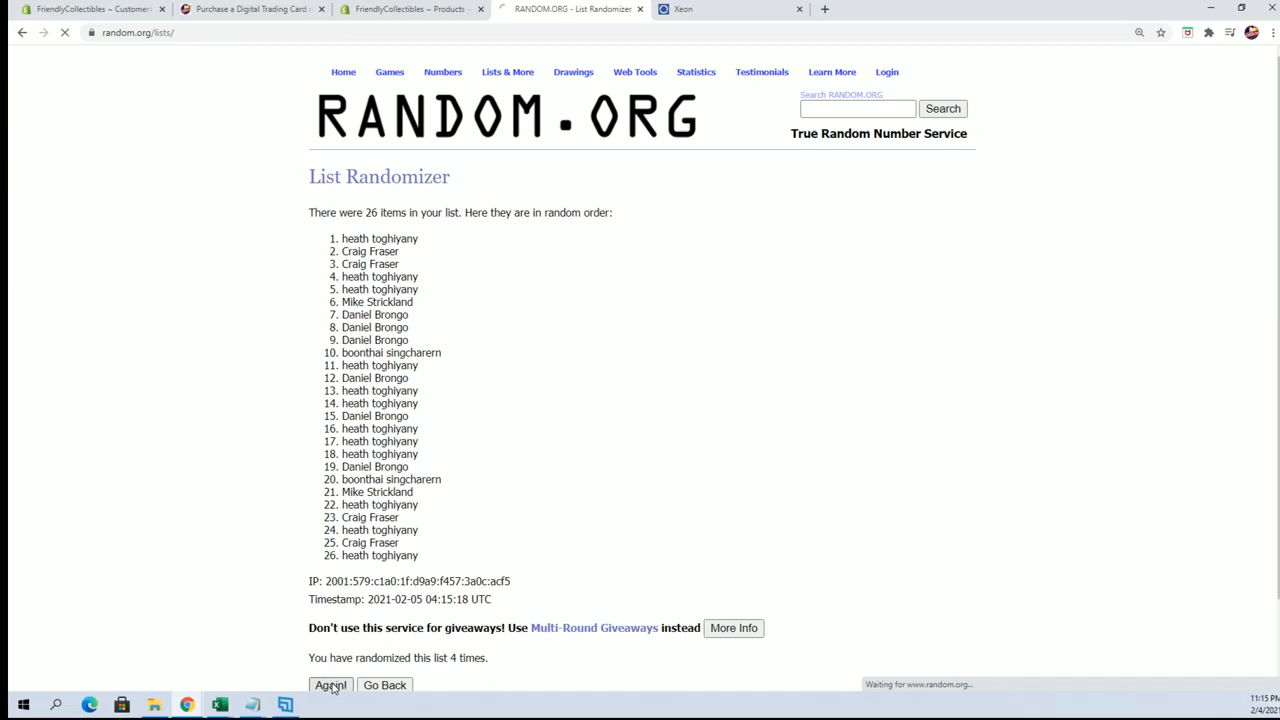 FriendlyCollectibles ~ Customers
Purchase a Digital Trading Card
FriendlyCollectibles ~ Products ~
RANDOM.ORG - List Randomizer
Xeon
random.org/lists/
Home Games Numbers Lists & More Drawings Web Tools Statistics Testimonials Learn More Login
Search RANDOM.ORG
RANDOM.ORG
Search
True Random Number Service
List Randomizer
There were 26 items in your list. Here they are in random order:
1. heath toghiyany
2. Craig Fraser
3. Craig Fraser
4. heath toghiyany
5. heath toghiyany
6. Mike Strickland
7. Daniel Brongo
8. Daniel Brongo
9. Daniel Brongo
10. boonthai singcharern
11. heath toghiyany
12. Daniel Brongo
13. heath toghiyany
14. heath toghiyany
15. Daniel Brongo
16. heath toghiyany
17. heath toghiyany
18. heath toghiyany
19. Daniel Brongo
20. boonthai singcharern
21. Mike Strickland
22. heath toghiyany
23. Craig Fraser
24. heath toghiyany
25. Craig Fraser
26. heath toghiyany
IP: 2001:579:c1a0:1f:d9a9:f457:3a0c:acf5
Timestamp: 2021-02-05 04:15:18 UTC
Don't use this service for giveaways! Use Multi-Round Giveaways instead More Info
You have randomized this list 4 times.
Again! Go Back
Waiting for www.random.org...
11:15 PM
2/4/2021